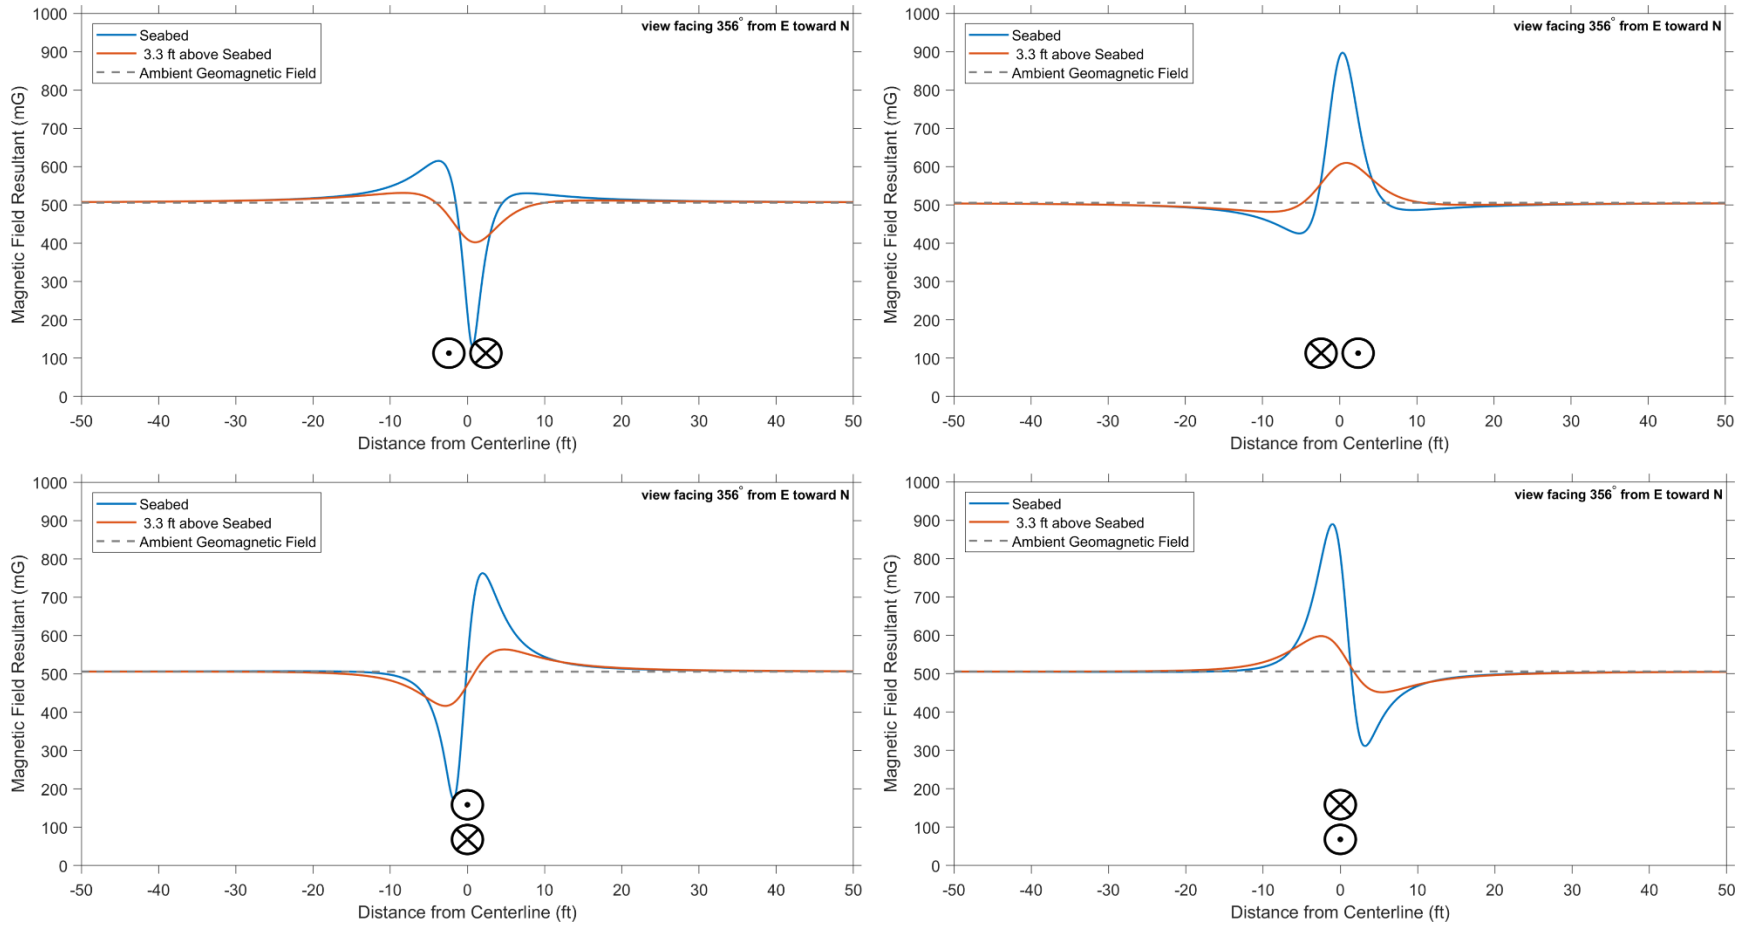 view facing 356° from E toward N
Seabed
3.3 ft above Seabed
Ambient Geomagnetic Field
1000
900
800
700
600
500
400
300
200
100
0
Magnetic Field Resultant (mG)
-50 -40 -30 -20 -10 0 10 20 30 40 50
Distance from Centerline (ft)
view facing 356° from E toward N
Seabed
3.3 ft above Seabed
Ambient Geomagnetic Field
1000
900
800
700
600
500
400
300
200
100
0
Magnetic Field Resultant (mG)
-50 -40 -30 -20 -10 0 10 20 30 40 50
Distance from Centerline (ft)
view facing 356° from E toward N
Seabed
3.3 ft above Seabed
Ambient Geomagnetic Field
1000
900
800
700
600
500
400
300
200
100
0
Magnetic Field Resultant (mG)
-50 -40 -30 -20 -10 0 10 20 30 40 50
Distance from Centerline (ft)
view facing 356° from E toward N
Seabed
3.3 ft above Seabed
Ambient Geomagnetic Field
1000
900
800
700
600
500
400
300
200
100
0
Magnetic Field Resultant (mG)
-50 -40 -30 -20 -10 0 10 20 30 40 50
Distance from Centerline (ft)